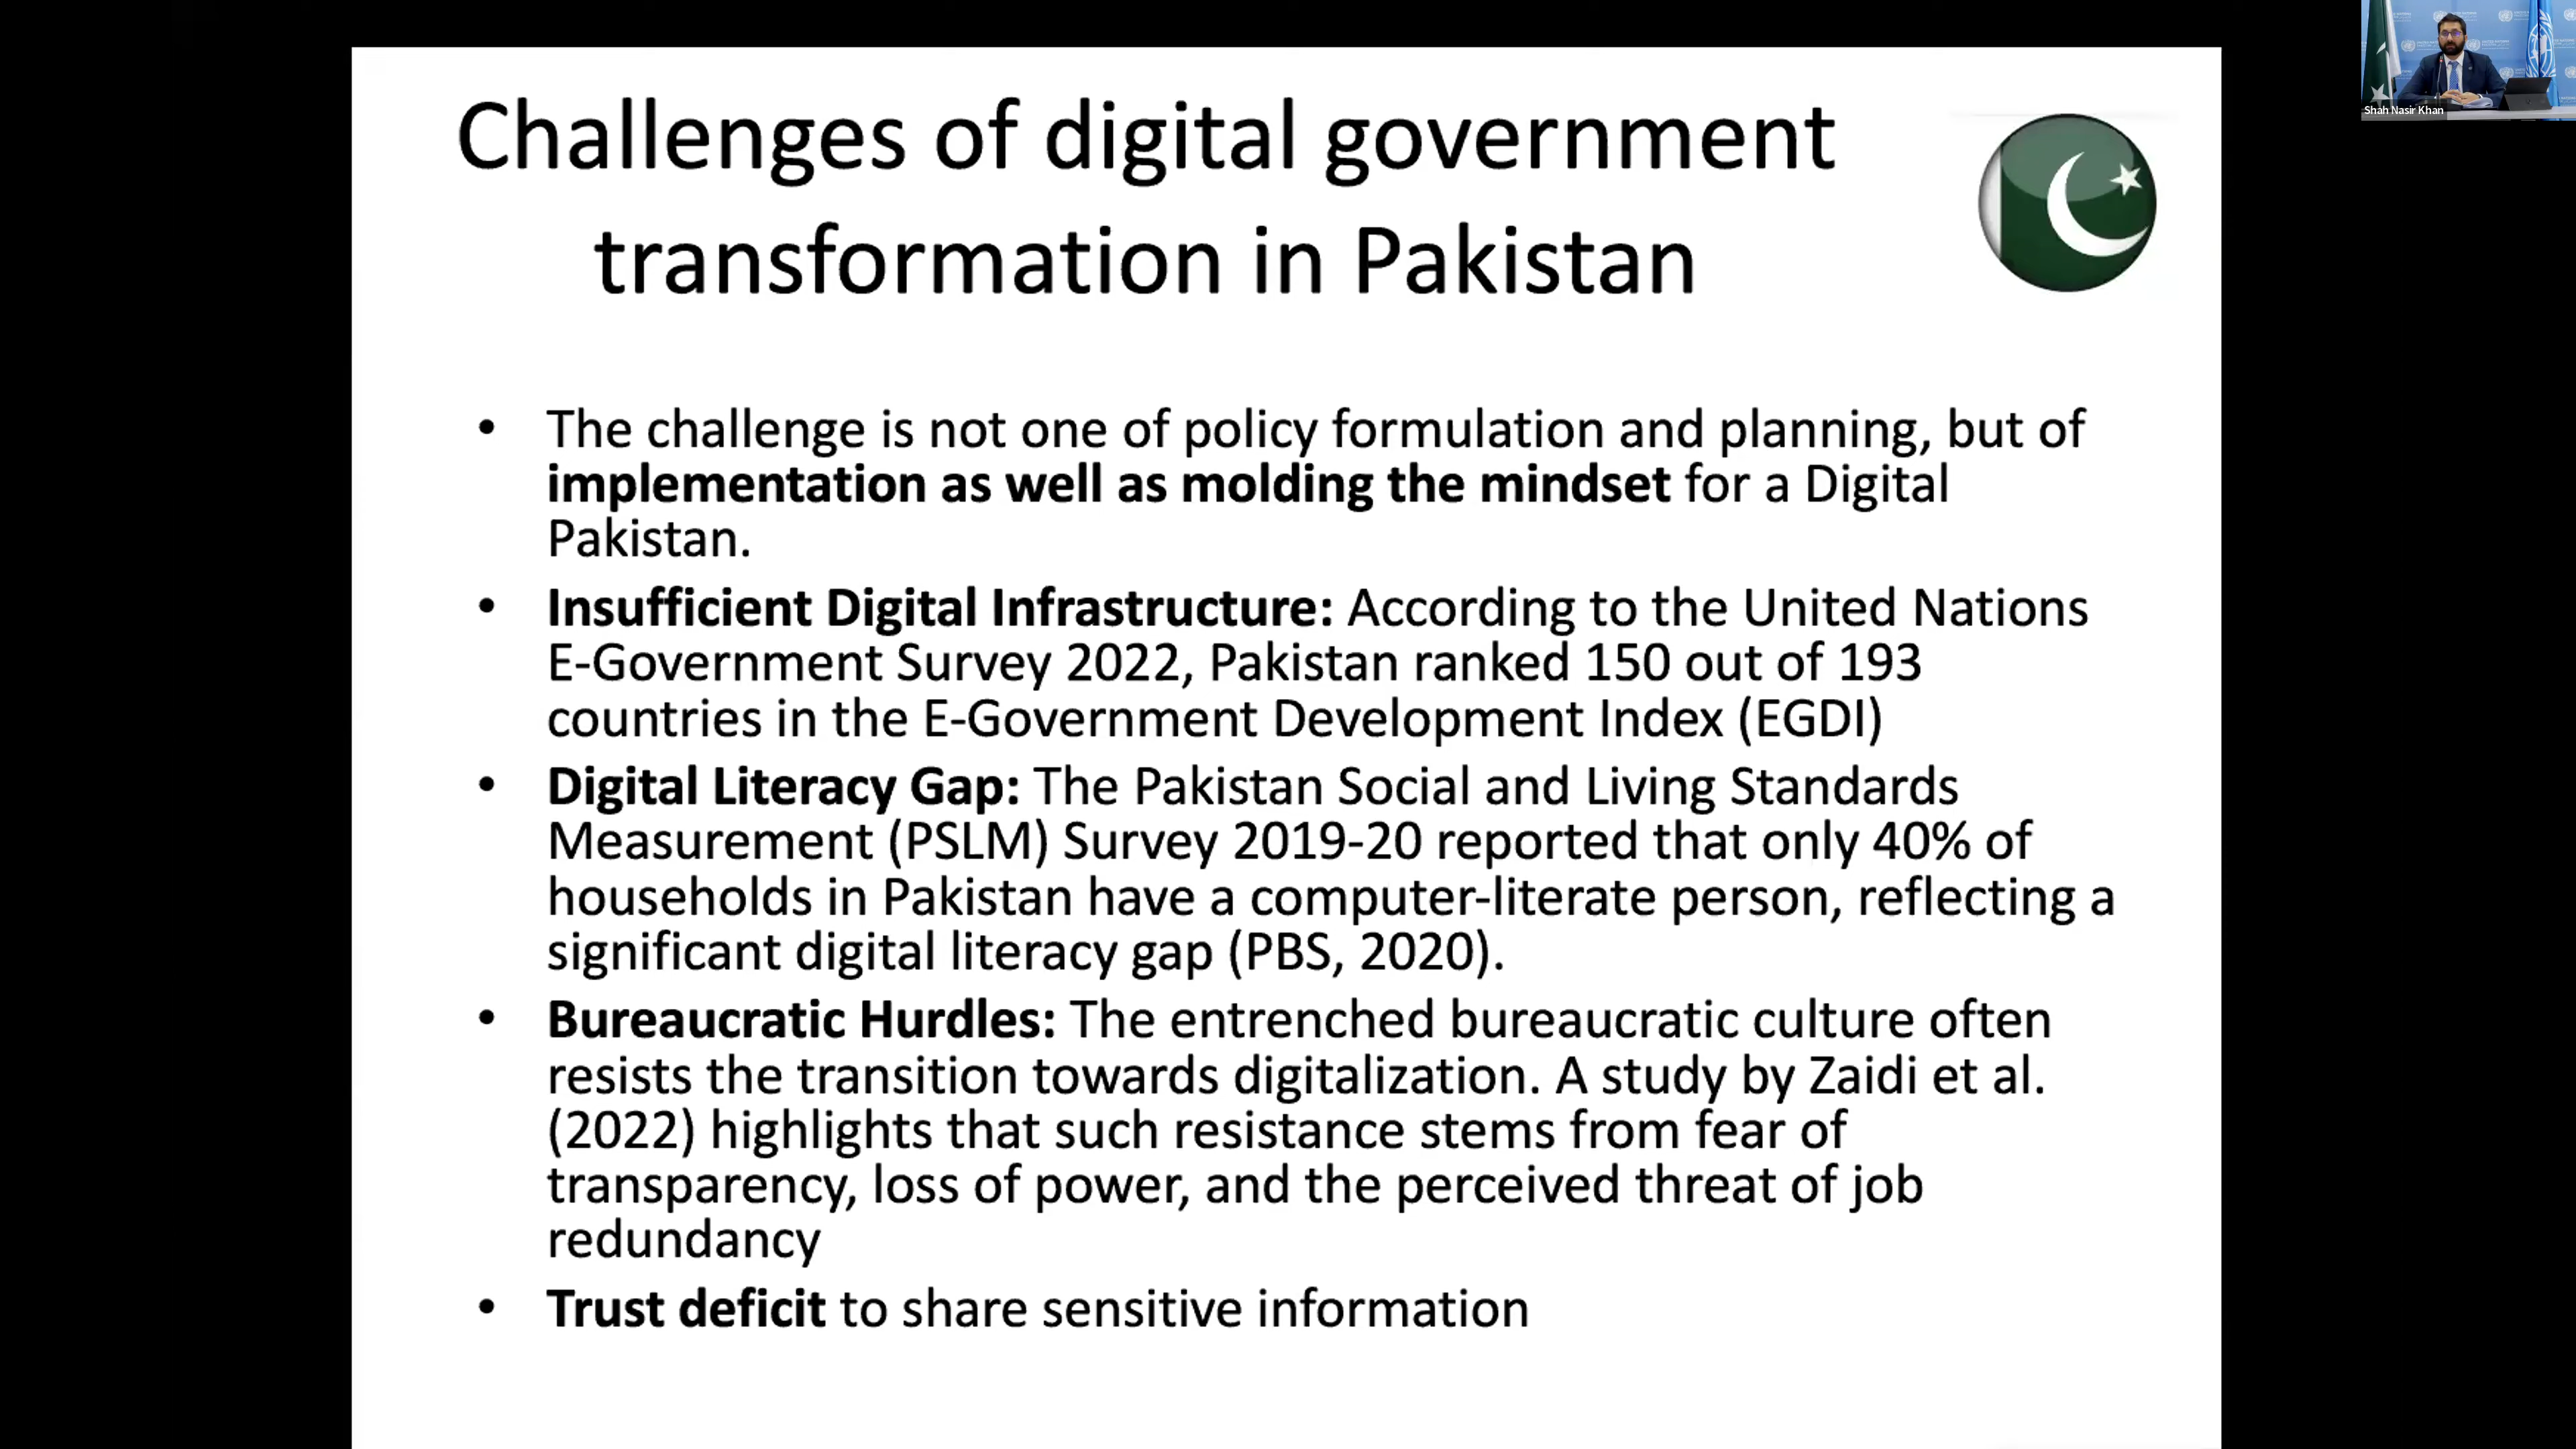 Challenges of digital government
transformation in Pakistan
Shah Nasir Khan
• The challenge is not one of policy formulation and planning, but of
implementation as well as molding the mindset for a Digital
Pakistan.
• Insufficient Digital Infrastructure: According to the United Nations
E-Government Survey 2022, Pakistan ranked 150 out of 193
countries in the E-Government Development Index (EGDI)
• Digital Literacy Gap: The Pakistan Social and Living Standards
Measurement (PSLM) Survey 2019-20 reported that only 40% of
households in Pakistan have a computer-literate person, reflecting a
significant digital literacy gap (PBS, 2020).
• Bureaucratic Hurdles: The entrenched bureaucratic culture often
resists the transition towards digitalization. A study by Zaidi et al.
(2022) highlights that such resistance stems from fear of
transparency, loss of power, and the perceived threat of job
redundancy
• Trust deficit to share sensitive information